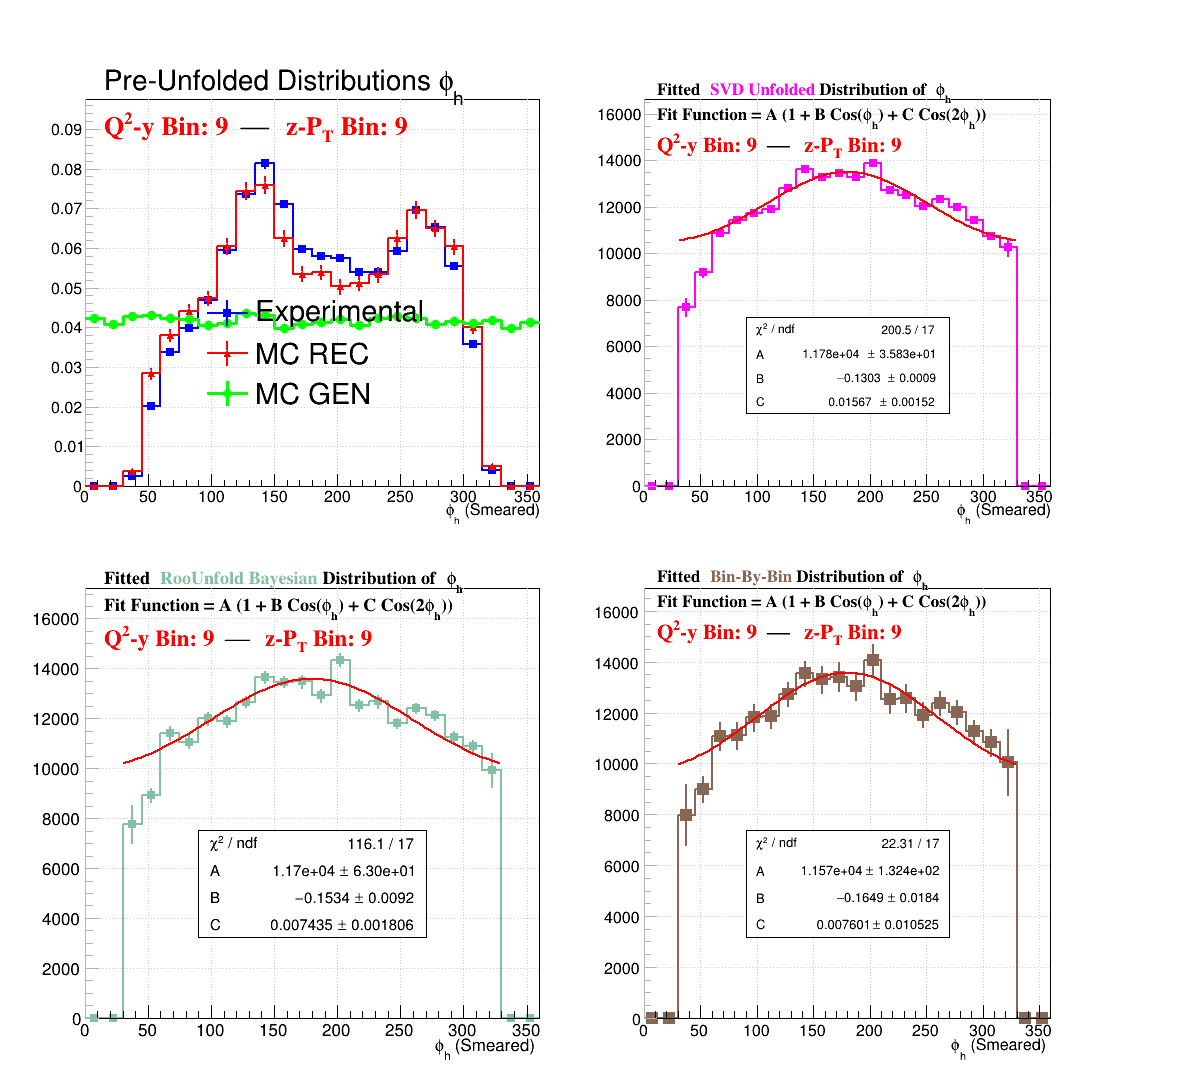 Pre-Unfolded Distributions ϕh
Q²-y Bin: 9 — z-PT Bin: 9
0.09
0.08
0.07
0.06
0.05
0.04
0.03
0.02
0.01
0
Experimental
MC REC
MC GEN
0 50 100 150 200 250 300 350
ϕh (Smeared)
Fitted SVD Unfolded Distribution of ϕh
Fit Function = A (1 + B Cos(ϕh) + C Cos(2ϕh))
Q²-y Bin: 9 — z-PT Bin: 9
16000
14000
12000
10000
8000
6000
4000
2000
0
χ² / ndf 200.5 / 17
A 1.178e+04 ± 3.583e+01
B −0.1303 ± 0.0009
C 0.01567 ± 0.00152
0 50 100 150 200 250 300 350
ϕh (Smeared)
Fitted RooUnfold Bayesian Distribution of ϕh
Fit Function = A (1 + B Cos(ϕh) + C Cos(2ϕh))
Q²-y Bin: 9 — z-PT Bin: 9
16000
14000
12000
10000
8000
6000
4000
2000
0
χ² / ndf 116.1 / 17
A 1.17e+04 ± 6.30e+01
B −0.1534 ± 0.0092
C 0.007435 ± 0.001806
0 50 100 150 200 250 300 350
ϕh (Smeared)
Fitted Bin-By-Bin Distribution of ϕh
Fit Function = A (1 + B Cos(ϕh) + C Cos(2ϕh))
Q²-y Bin: 9 — z-PT Bin: 9
16000
14000
12000
10000
8000
6000
4000
2000
0
χ² / ndf 22.31 / 17
A 1.157e+04 ± 1.324e+02
B −0.1649 ± 0.0184
C 0.007601 ± 0.010525
0 50 100 150 200 250 300 350
ϕh (Smeared)